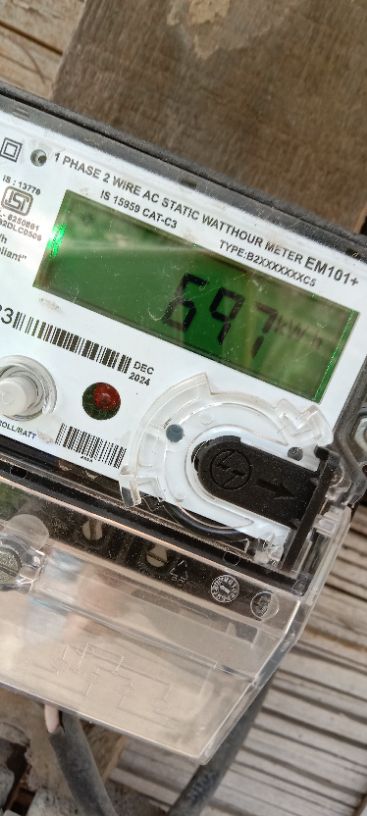 1 PHASE 2 WIRE AC STATIC WATTHOUR METER EM101+
IS 15959 CAT-C3
TYPE:B2XXXXXXXC5
IS : 13779
ISI
697 kWh
DEC
2024